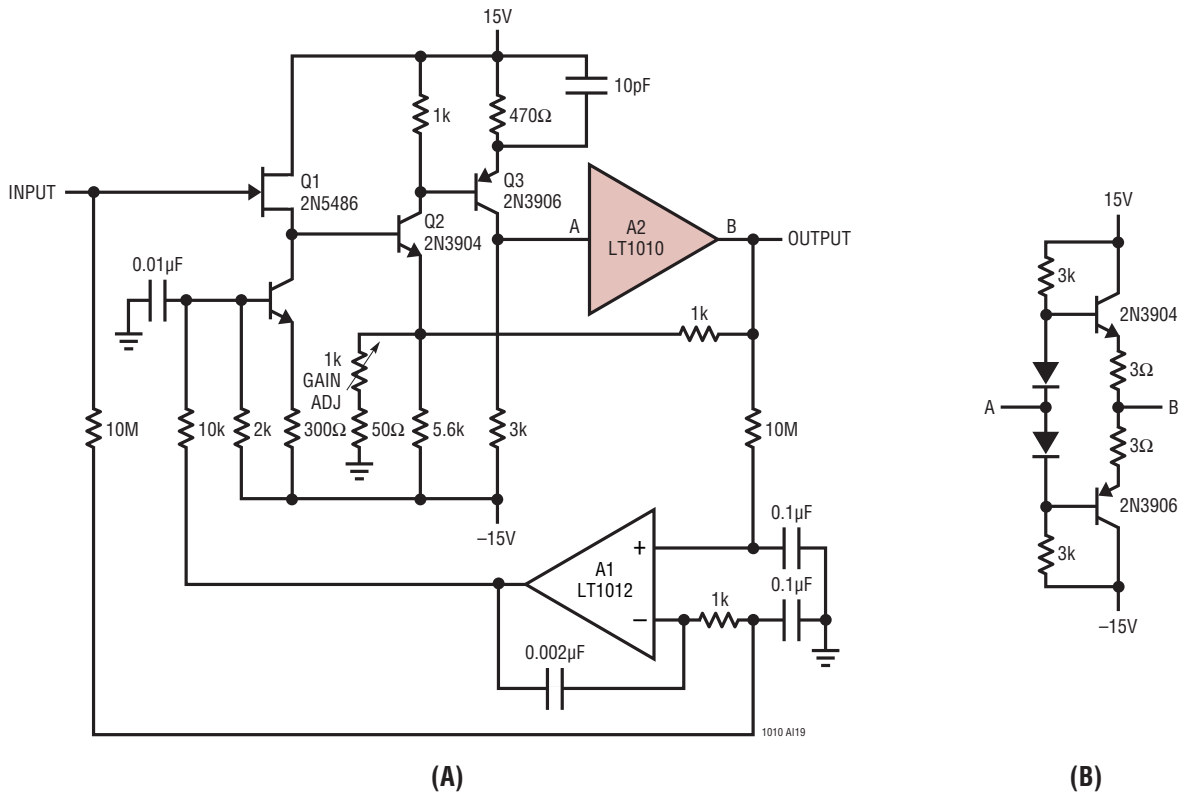 15V
10pF
1k
470Ω
INPUT
Q1
2N5486
Q3
2N3906
Q2
2N3904
A
A2
LT1010
B
OUTPUT
0.01µF
1k
GAIN
ADJ
1k
10M
10k
2k
300Ω
50Ω
5.6k
3k
10M
–15V
0.1µF
+
A1
LT1012
0.1µF
–
1k
0.002µF
1010 AI19
(A)
15V
3k
2N3904
3Ω
A
B
3Ω
2N3906
3k
–15V
(B)